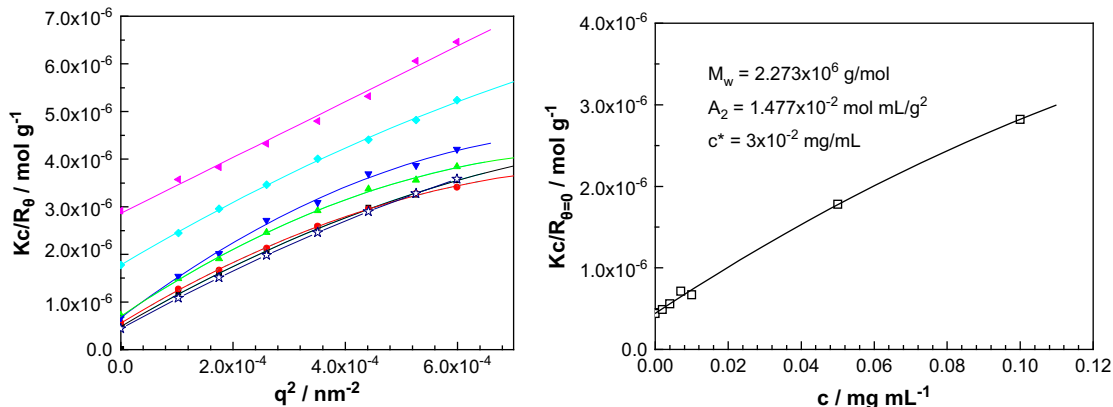 7.0x10⁻⁶
6.0x10⁻⁶
5.0x10⁻⁶
4.0x10⁻⁶
3.0x10⁻⁶
2.0x10⁻⁶
1.0x10⁻⁶
0.0
Kc/Rθ / mol g⁻¹
0.0 2.0x10⁻⁴ 4.0x10⁻⁴ 6.0x10⁻⁴
q² / nm⁻²
4.0x10⁻⁶
3.0x10⁻⁶
2.0x10⁻⁶
1.0x10⁻⁶
0.0
Kc/Rθ=0 / mol g⁻¹
M_w = 2.273x10⁶ g/mol
A₂ = 1.477x10⁻² mol mL/g²
c* = 3x10⁻² mg/mL
0.00 0.02 0.04 0.06 0.08 0.10 0.12
c / mg mL⁻¹